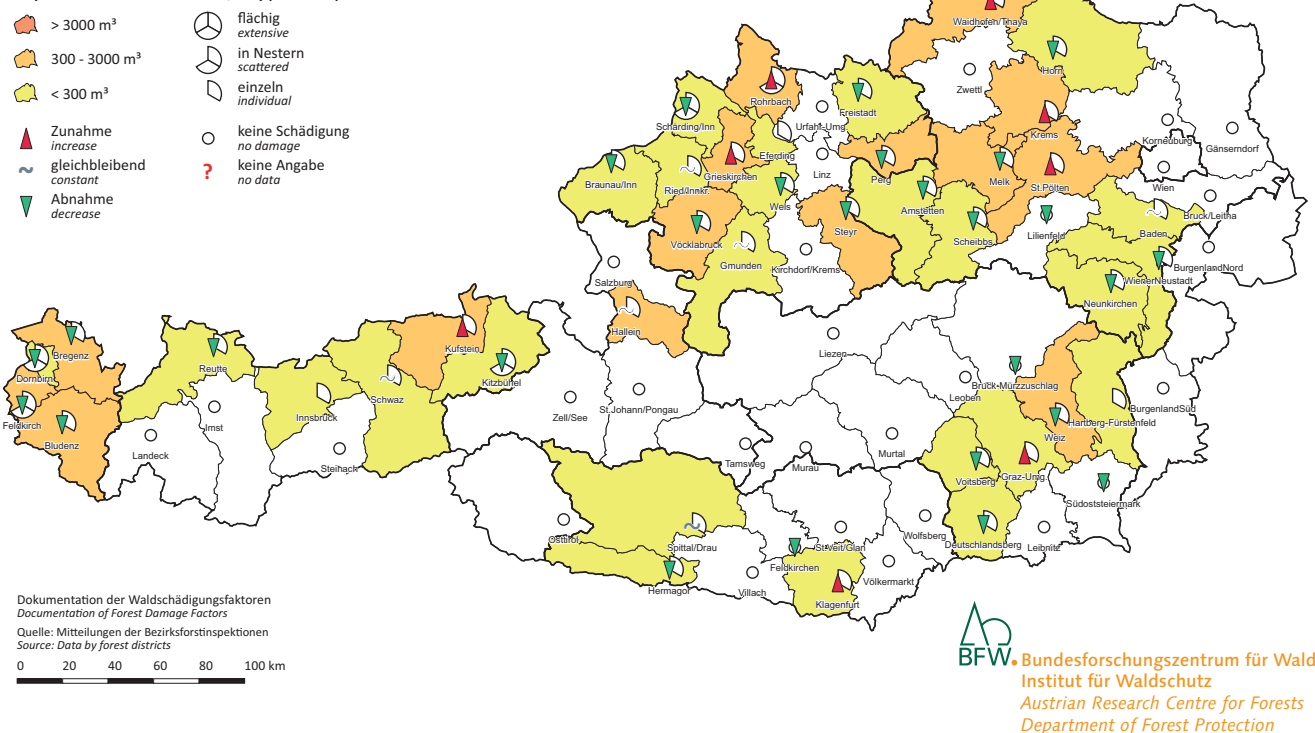 > 3000 m³
300 - 3000 m³
< 300 m³
flächig
extensive
in Nestern
scattered
einzeln
individual
Zunahme
increase
gleichbleibend
constant
Abnahme
decrease
keine Schädigung
no damage
keine Angabe
no data
?
~
Waidhofen/Thaya
Horn
Zwettl
Rohrbach
Freistadt
Schärding/Inn
Urfahr-Umg.
Krems
Korneuburg
Gänserndorf
Eferding
Grieskirchen
Linz
Braunau/Inn
Ried/Innkr.
Perg
Melk
St.Pölten
Wien
Wels
Amstetten
Bruck/Leitha
Steyr
Scheibbs
Lilienfeld
Baden
Vöcklabruck
Gmunden
Kirchdorf/Krems
BurgenlandNord
WienerNeustadt
Salzburg
Neunkirchen
Hallein
Bregenz
Kufstein
Liezen
Dornbirn
Reutte
Kitzbühel
Bruck-Mürzzuschlag
Schwaz
Leoben
Zell/See
St.Johann/Pongau
BurgenlandSüd
Feldkirch
Innsbruck
Hartberg-Fürstenfeld
Imst
Bludenz
Weiz
Landeck
Murtal
Steinach
Tamsweg
Murau
Graz-Umg.
Voitsberg
Südoststeiermark
Osttirol
Spittal/Drau
St.Veit/Glan
Wolfsberg
Deutschlandsberg
Leibnitz
Feldkirchen
Hermagor
Villach
Völkermarkt
Klagenfurt
Dokumentation der Waldschädigungsfaktoren
Documentation of Forest Damage Factors
Quelle: Mitteilungen der Bezirksforstinspektionen
Source: Data by forest districts
0 20 40 60 80 100 km
BFW
Bundesforschungszentrum für Wald
Institut für Waldschutz
Austrian Research Centre for Forests
Department of Forest Protection